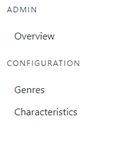 ADMIN
Overview
CONFIGURATION
Genres
Characteristics